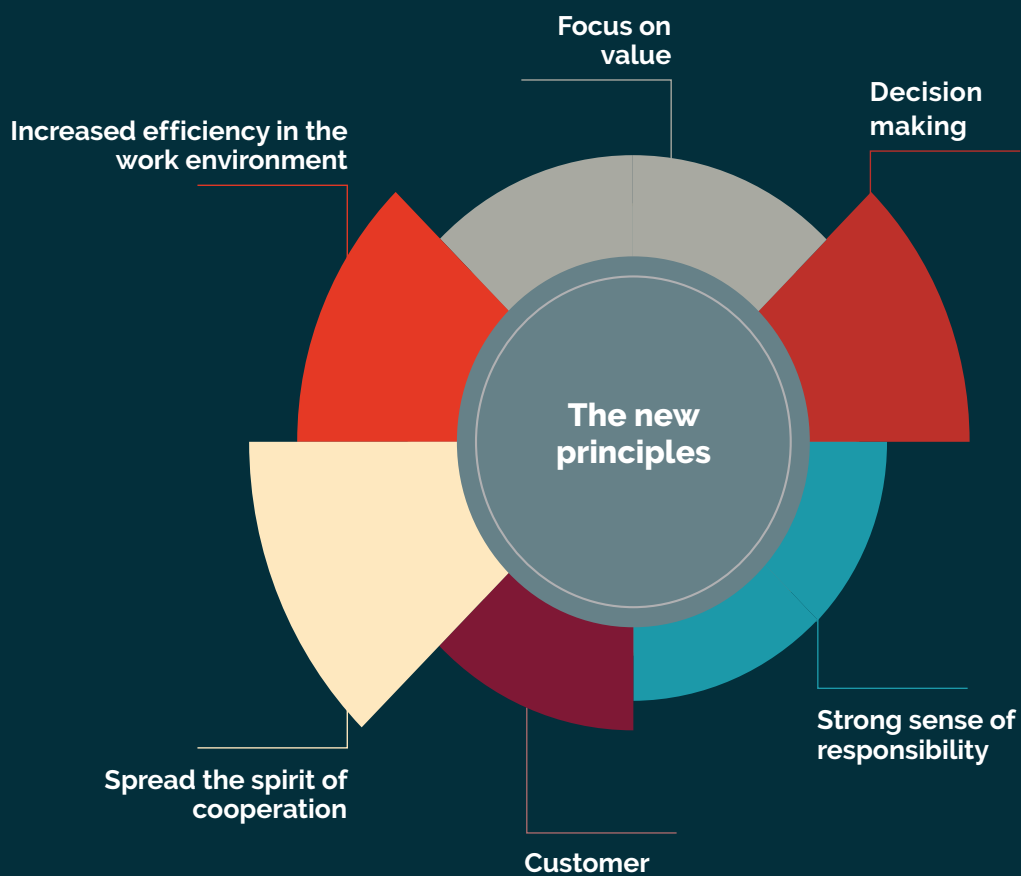 Focus on
value
Decision
making
Increased efficiency in the
work environment
The new
principles
Strong sense of
responsibility
Spread the spirit of
cooperation
Customer